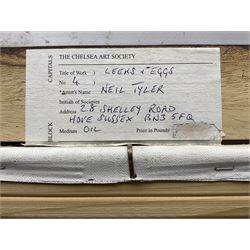 THE CHELSEA ART SOCIETY
CAPITALS
BLOCK
Title of Work ) LEEKS + EGGS
No 4 )
Artist's Name NEIL TYLER
Initials of Societies
Address 28 SHELLEY ROAD
HOVE SUSSEX BN3 5FQ
Medium OIL Price in Pounds